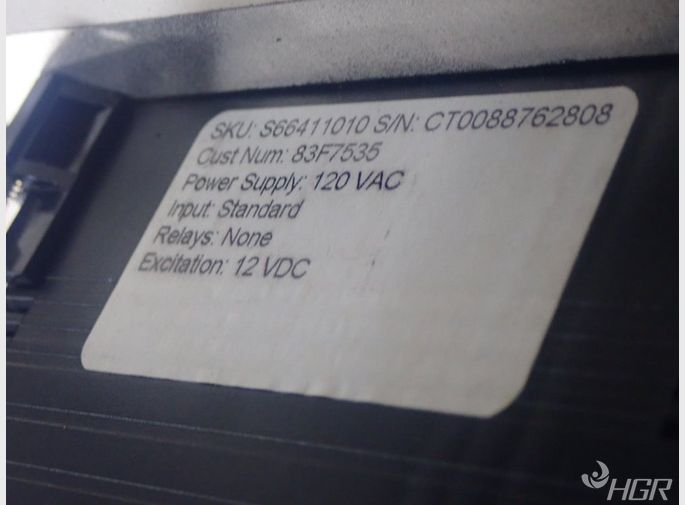 SKU: S66411010 S/N: CT0088762808
Cust Num: 83F7535
Power Supply: 120 VAC
Input: Standard
Relays: None
Excitation: 12 VDC
HGR